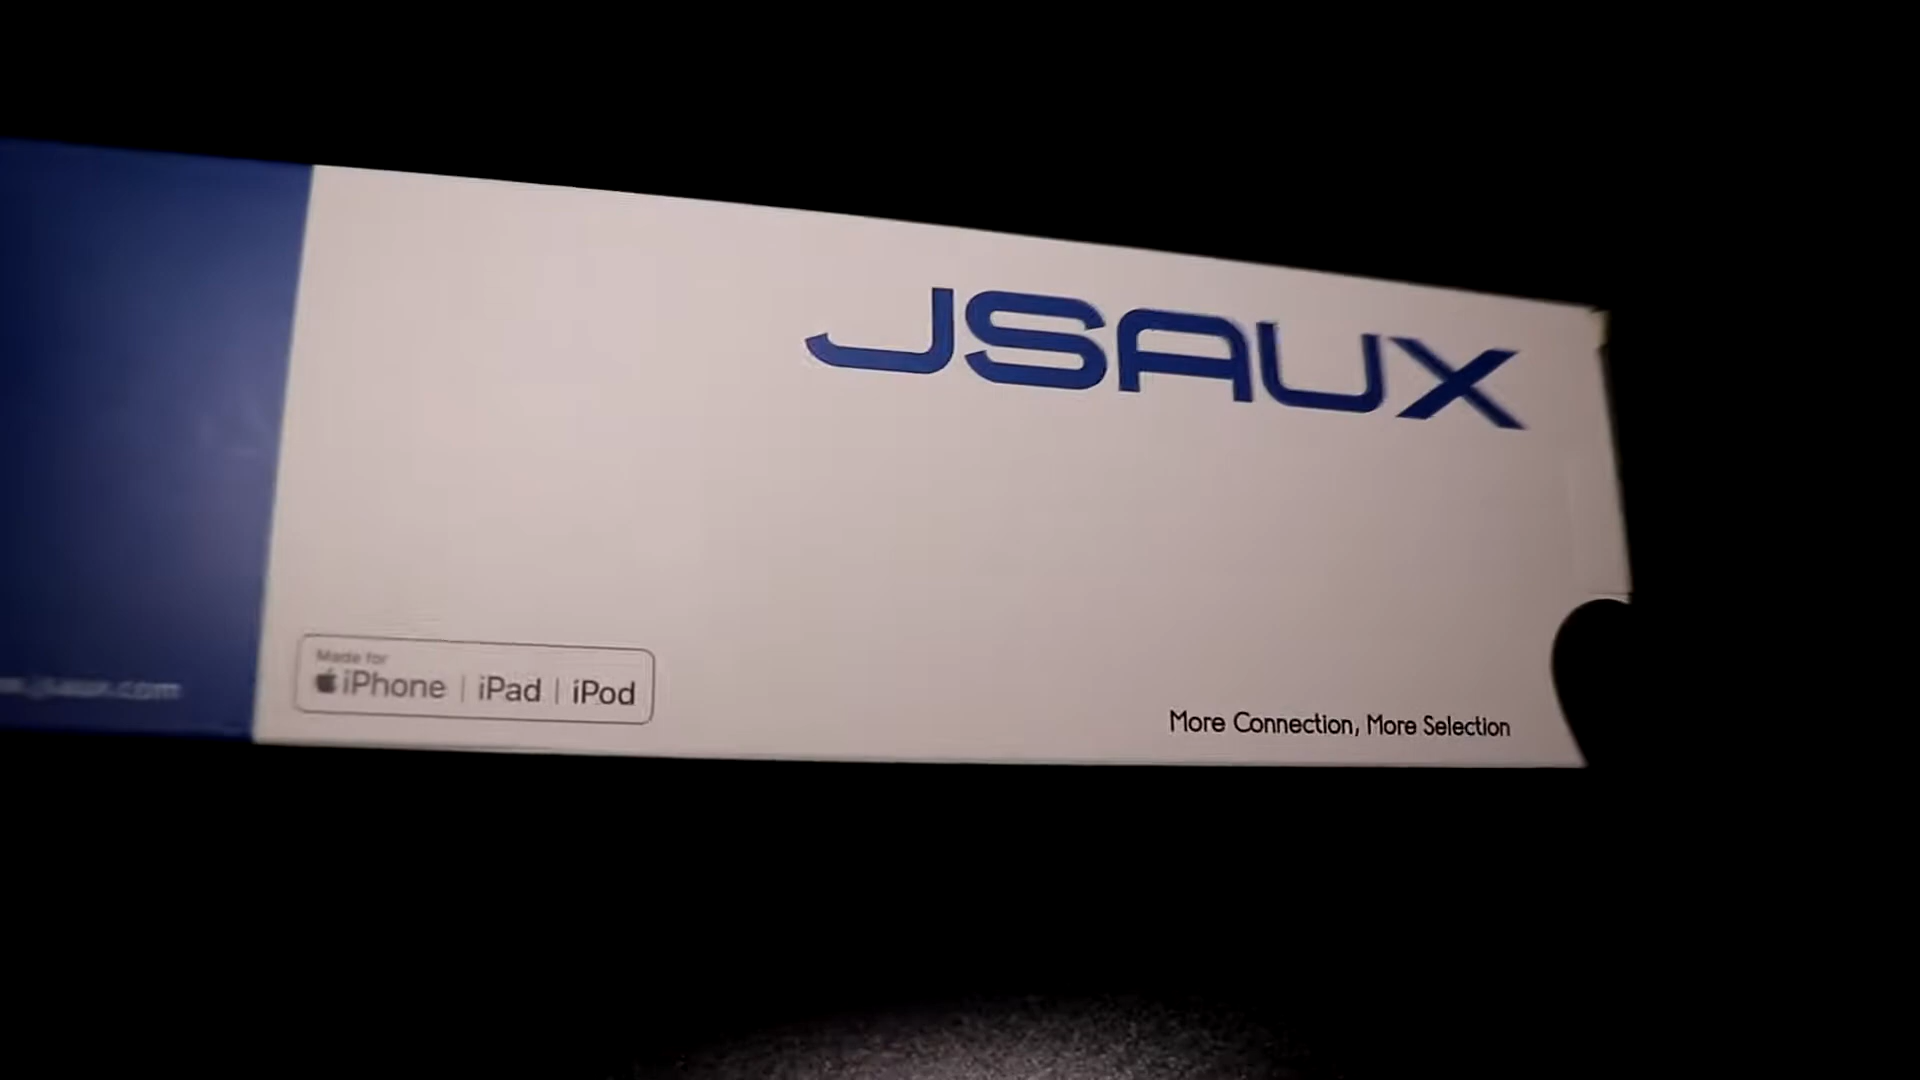 JSAUX
Made for
iPhone | iPad | iPod
More Connection, More Selection